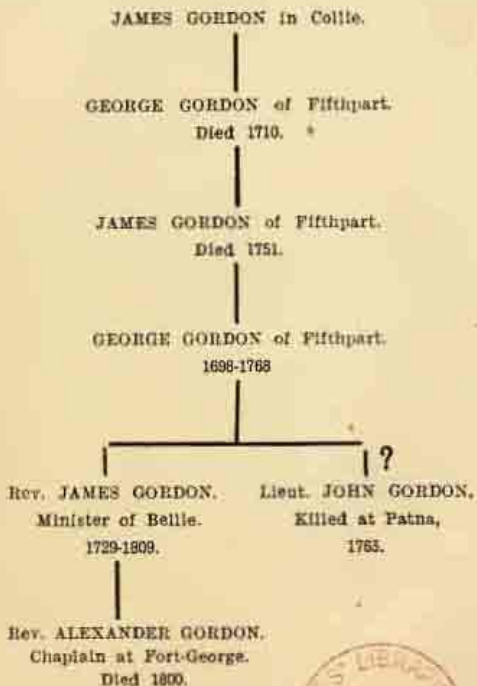 JAMES GORDON in Collie.
GEORGE GORDON of Fifthpart.
Died 1710.
JAMES GORDON of Fifthpart.
Died 1751.
GEORGE GORDON of Fifthpart.
1698-1768
?
Rev. JAMES GORDON. Lieut. JOHN GORDON,
Minister of Bellie. Killed at Patna,
1729-1809. 1763.
Rev. ALEXANDER GORDON.
Chaplain at Fort-George.
Died 1800.
LIBRA